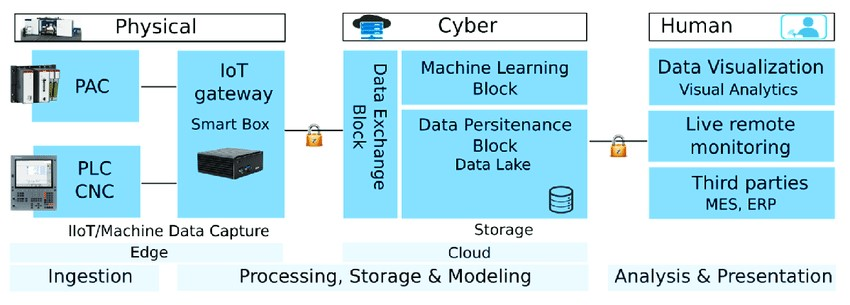 Physical
Cyber
Human
PAC
PLC
CNC
IoT
gateway
Smart Box
IIoT/Machine Data Capture
Data Exchange
Block
Machine Learning
Block
Data Persitenance
Block
Data Lake
Storage
Data Visualization
Visual Analytics
Live remote
monitoring
Third parties
MES, ERP
Edge
Cloud
Ingestion
Processing, Storage & Modeling
Analysis & Presentation